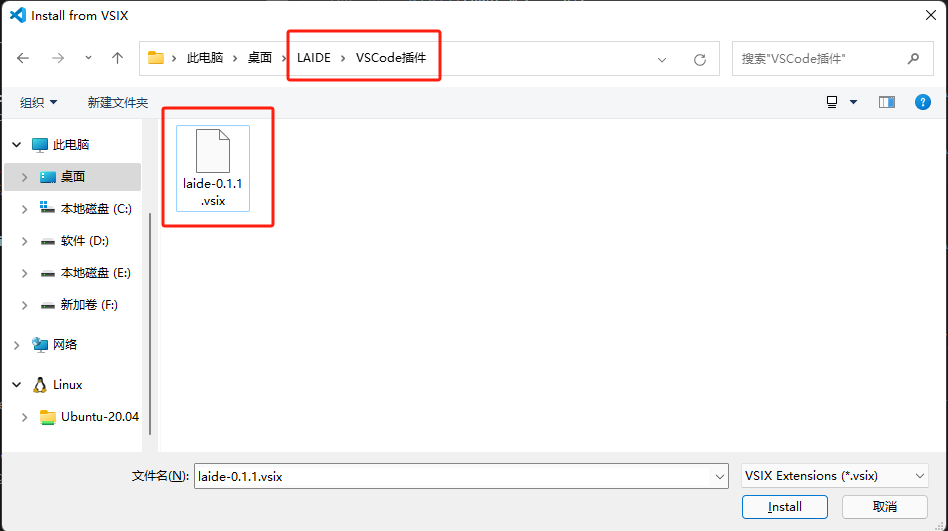 Install from VSIX
此电脑 > 桌面 > LAIDE > VSCode插件
搜索"VSCode插件"
组织
新建文件夹
此电脑
桌面
本地磁盘 (C:)
软件 (D:)
本地磁盘 (E:)
新加卷 (F:)
网络
Linux
Ubuntu-20.04
laide-0.1.1
.vsix
文件名(N):
laide-0.1.1.vsix
VSIX Extensions (*.vsix)
Install
取消